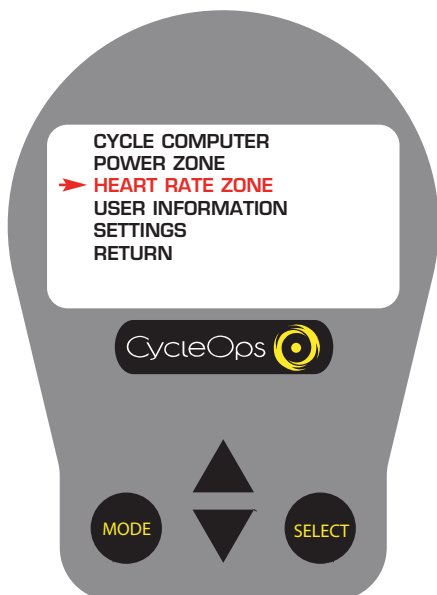 CYCLE COMPUTER
POWER ZONE
HEART RATE ZONE
USER INFORMATION
SETTINGS
RETURN
CycleOps
MODE
SELECT